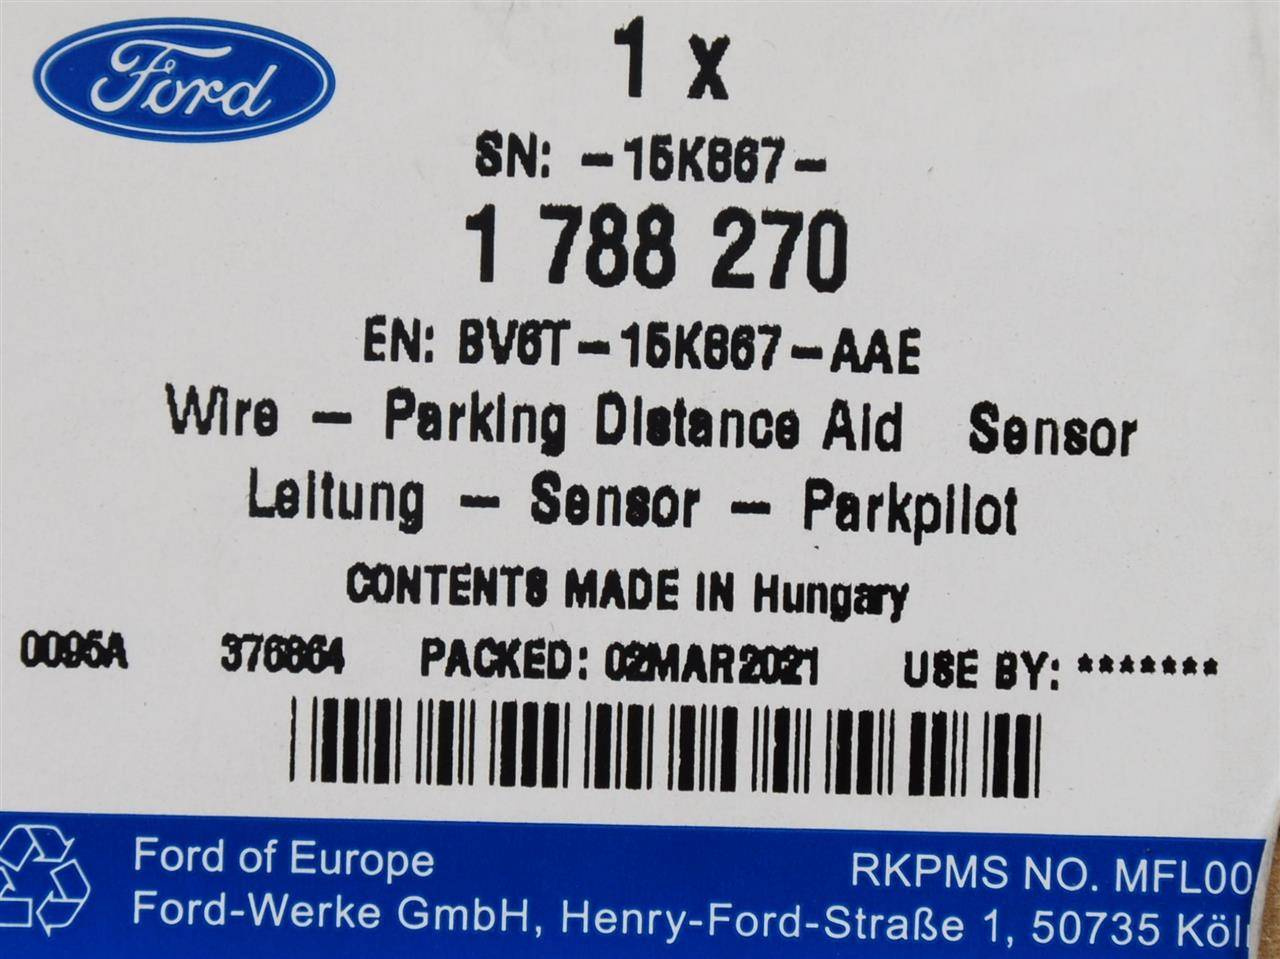 Ford
1 x
SN: -15K867-
1 788 270
EN: BV6T-15K867-AAE
Wire - Parking Distance Aid Sensor
Leitung - Sensor - Parkpilot
CONTENTS MADE IN Hungary
0095A 376864 PACKED: 02MAR2021 USE BY: *******
Ford of Europe RKPMS NO. MFL00
Ford-Werke GmbH, Henry-Ford-Straße 1, 50735 Köl